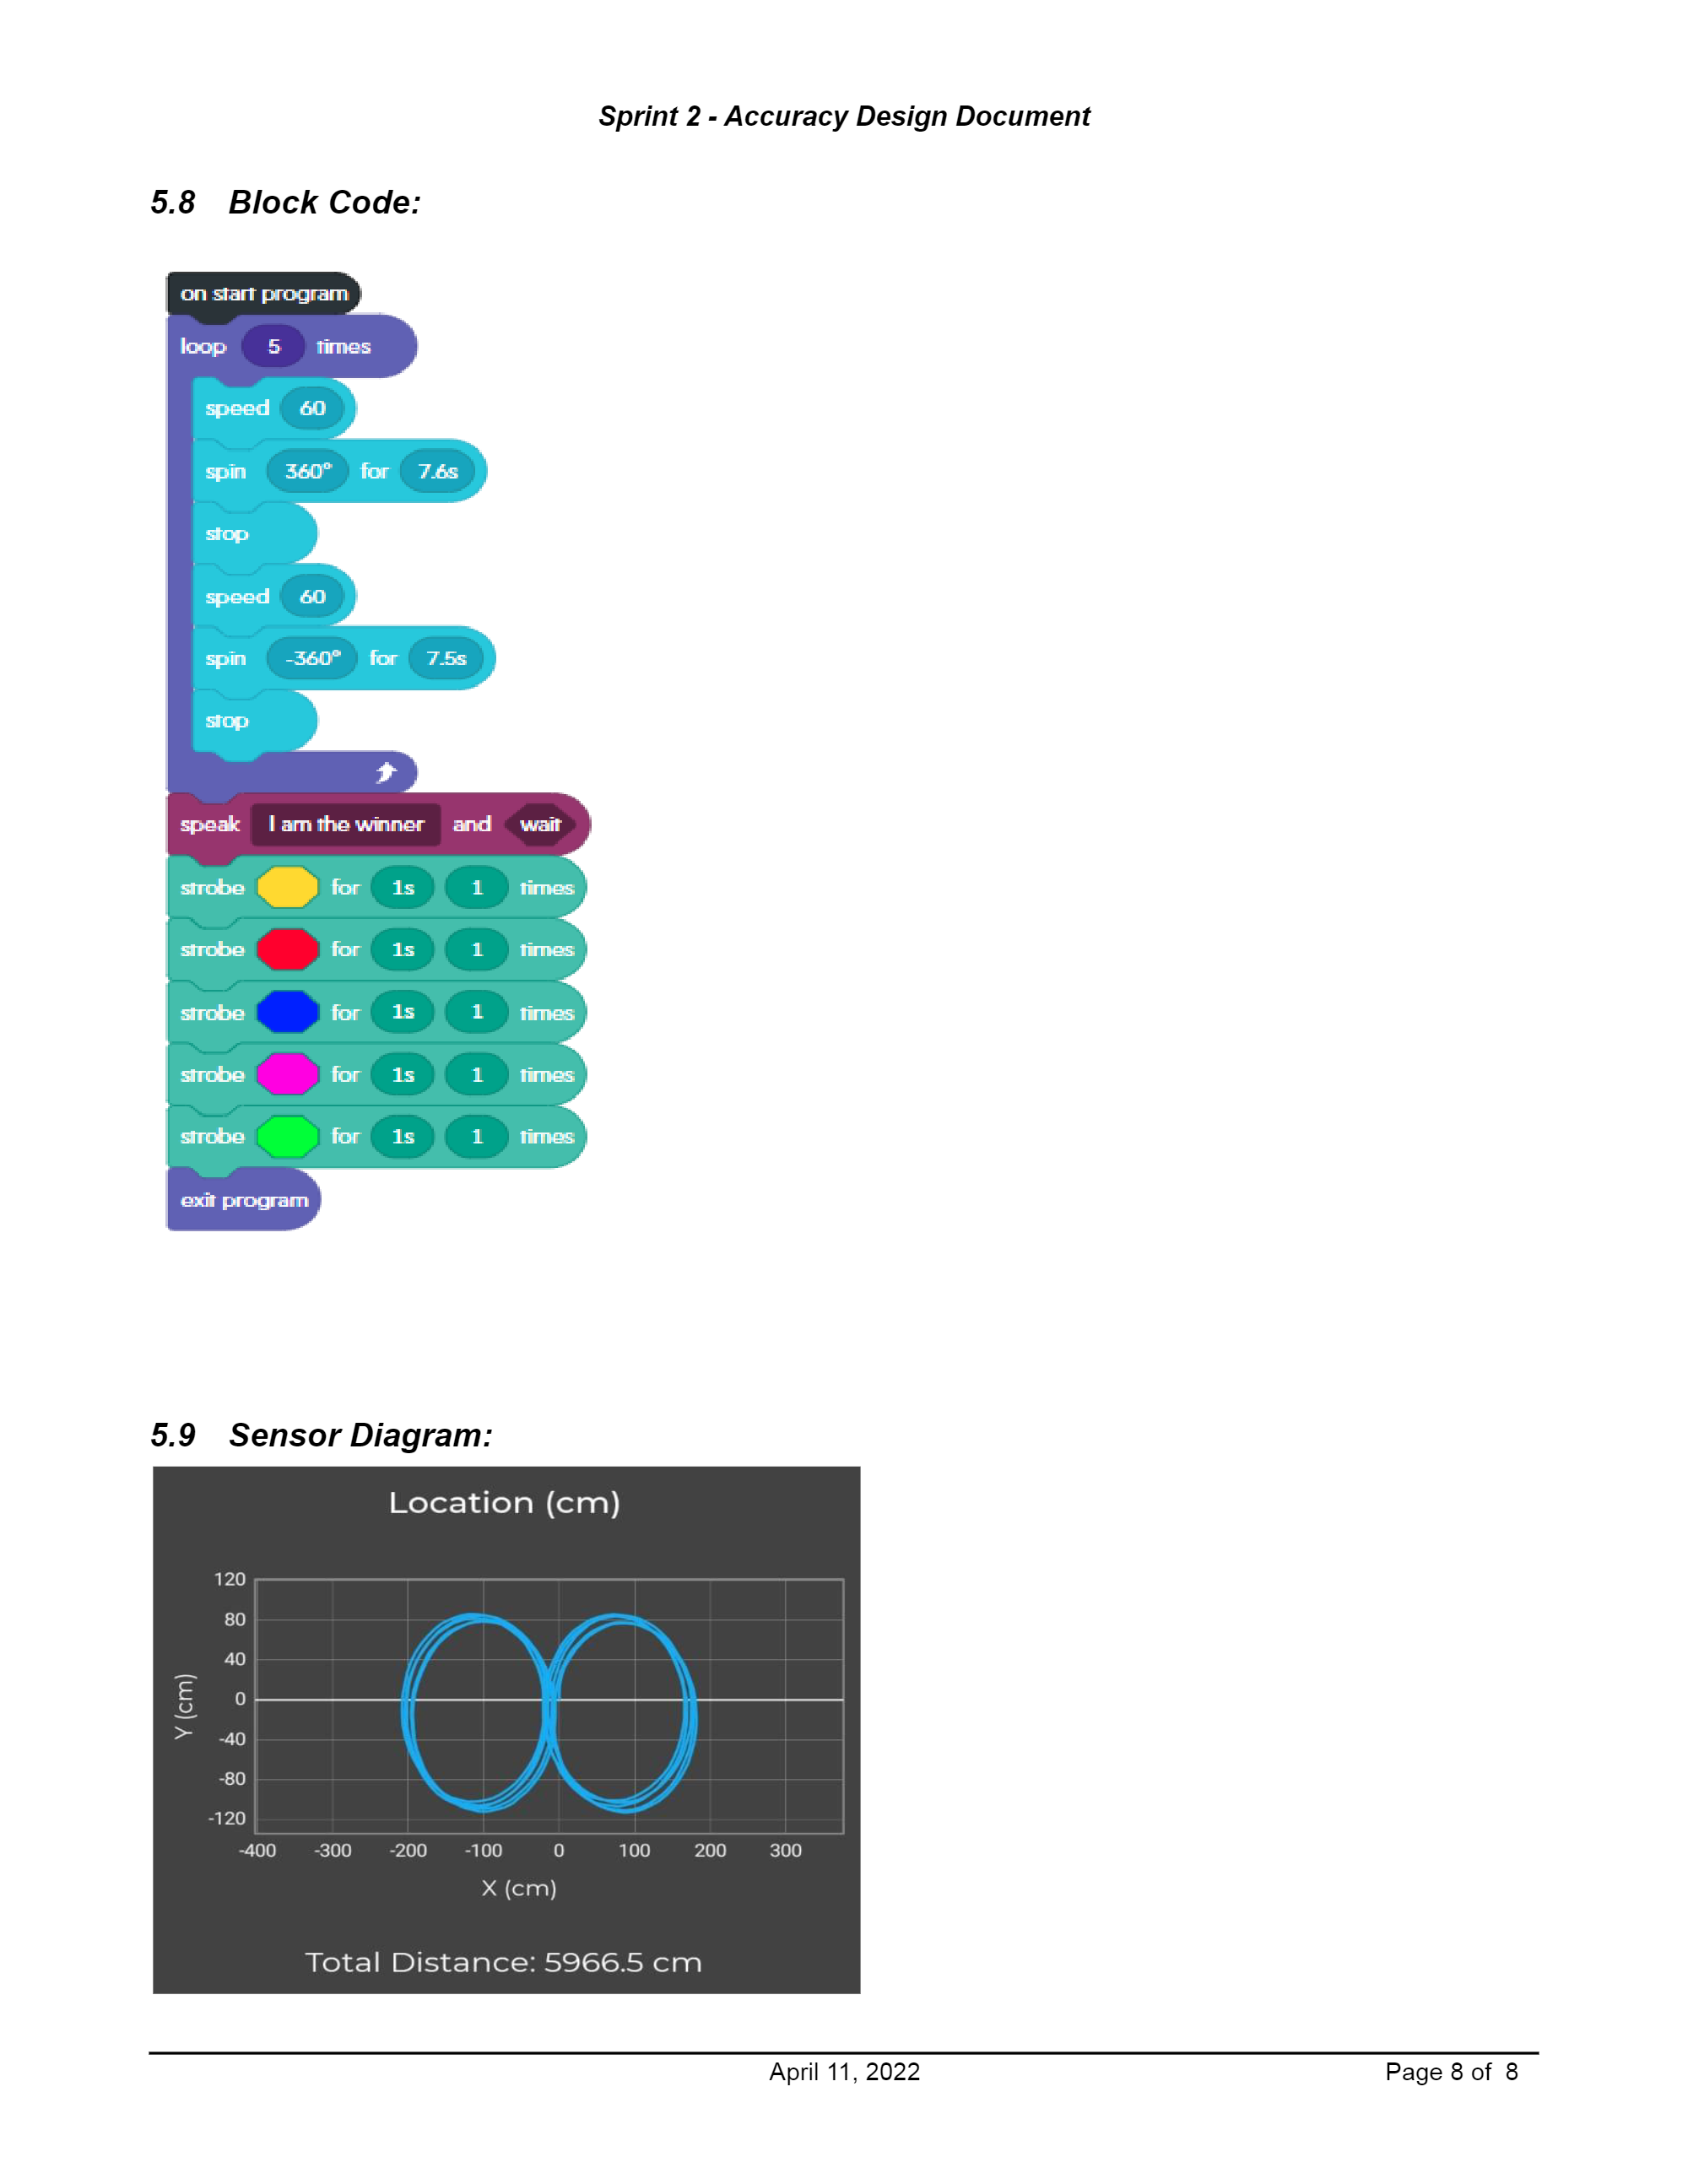 Sprint 2 - Accuracy Design Document
5.8 Block Code:
on start program
loop 5 times
speed 60
spin 360° for 7.6s
stop
speed 60
spin -360° for 7.5s
stop
speak I am the winner and wait
strobe for 1s 1 times
strobe for 1s 1 times
strobe for 1s 1 times
strobe for 1s 1 times
strobe for 1s 1 times
exit program
5.9 Sensor Diagram:
Location (cm)
120
80
40
0
-40
-80
-120
Y (cm)
-400 -300 -200 -100 0 100 200 300
X (cm)
Total Distance: 5966.5 cm
April 11, 2022 Page 8 of 8